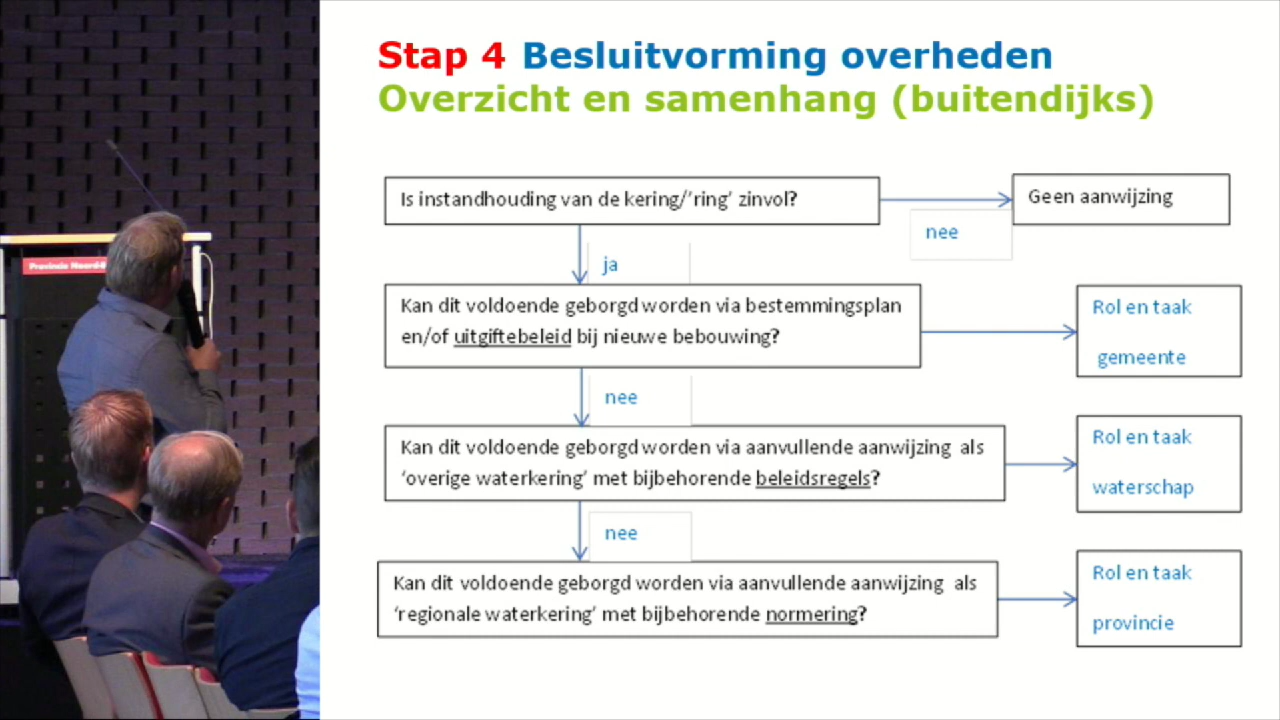 Stap 4 Besluitvorming overheden
Overzicht en samenhang (buitendijks)
Is instandhouding van de kering/‘ring’ zinvol?
Geen aanwijzing
nee
ja
Kan dit voldoende geborgd worden via bestemmingsplan
en/of uitgiftebeleid bij nieuwe bebouwing?
Rol en taak
gemeente
nee
Kan dit voldoende geborgd worden via aanvullende aanwijzing als
‘overige waterkering’ met bijbehorende beleidsregels?
Rol en taak
waterschap
nee
Kan dit voldoende geborgd worden via aanvullende aanwijzing als
‘regionale waterkering’ met bijbehorende normering?
Rol en taak
provincie
Provincie